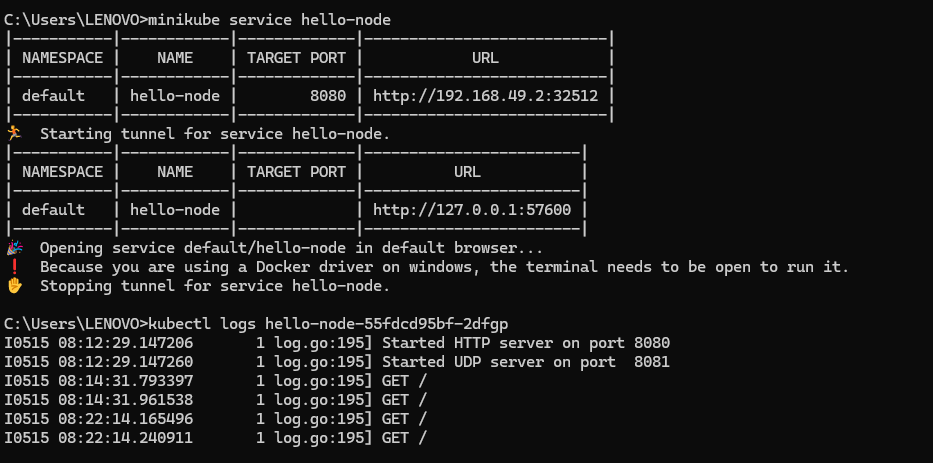 C:\Users\LENOVO>minikube service hello-node
|-----------|------------|-------------|---------------------------|
| NAMESPACE |    NAME    | TARGET PORT |            URL            |
|-----------|------------|-------------|---------------------------|
| default   | hello-node |        8080 | http://192.168.49.2:32512 |
|-----------|------------|-------------|---------------------------|
🏃  Starting tunnel for service hello-node.
|-----------|------------|-------------|------------------------|
| NAMESPACE |    NAME    | TARGET PORT |          URL           |
|-----------|------------|-------------|------------------------|
| default   | hello-node |             | http://127.0.0.1:57600 |
|-----------|------------|-------------|------------------------|
🎉  Opening service default/hello-node in default browser...
❗  Because you are using a Docker driver on windows, the terminal needs to be open to run it.
✋  Stopping tunnel for service hello-node.

C:\Users\LENOVO>kubectl logs hello-node-55fdcd95bf-2dfgp
I0515 08:12:29.147206       1 log.go:195] Started HTTP server on port 8080
I0515 08:12:29.147260       1 log.go:195] Started UDP server on port  8081
I0515 08:14:31.793397       1 log.go:195] GET /
I0515 08:14:31.961538       1 log.go:195] GET /
I0515 08:22:14.165496       1 log.go:195] GET /
I0515 08:22:14.240911       1 log.go:195] GET /